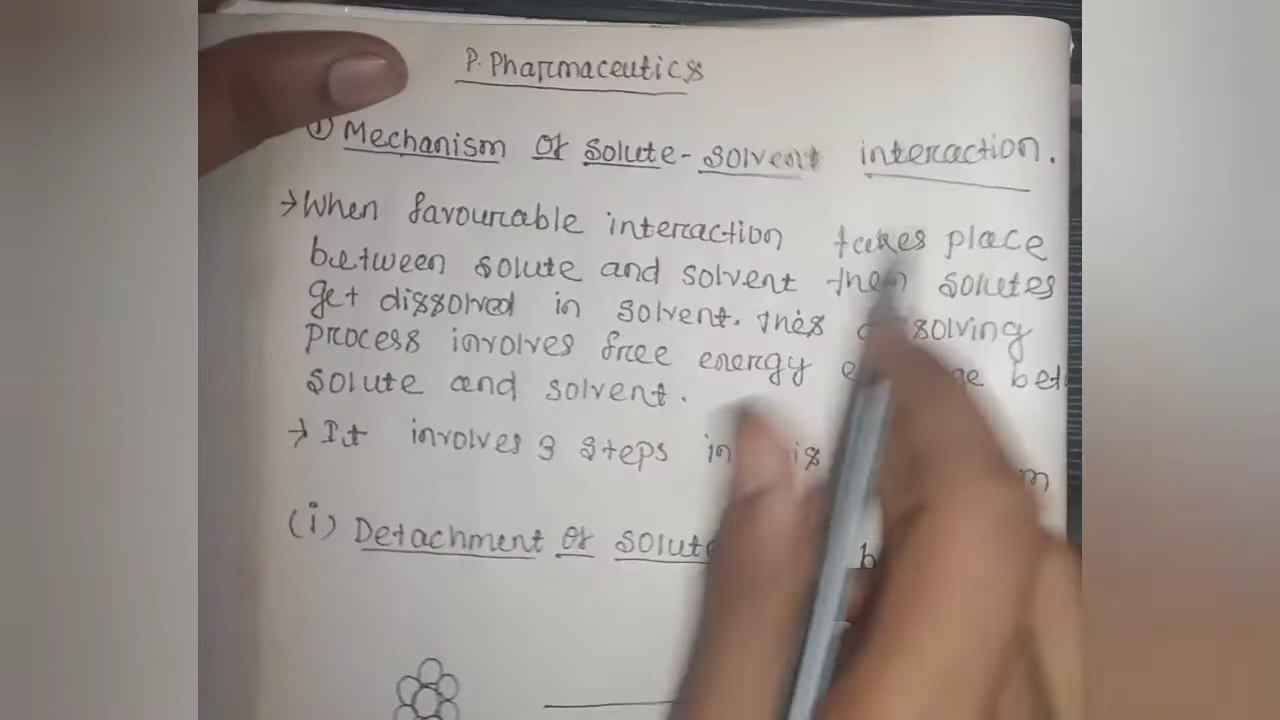 P. Pharmaceutics
① Mechanism of solute-solvent interaction.
→ When favourable interaction takes place
between solute and solvent then solutes
get dissolved in solvent. This solving
process involves free energy bet
solute and solvent.
→ It involves 3 steps in
(i) Detachment of solute